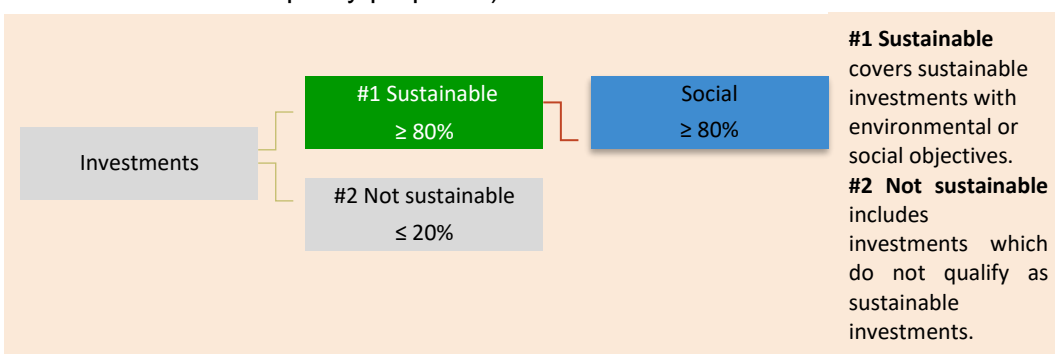 #1 Sustainable
≥ 80%
Social
≥ 80%
Investments
#2 Not sustainable
≤ 20%
#1 Sustainable
covers sustainable
investments with
environmental or
social objectives.
#2 Not sustainable
includes
investments which
do not qualify as
sustainable
investments.